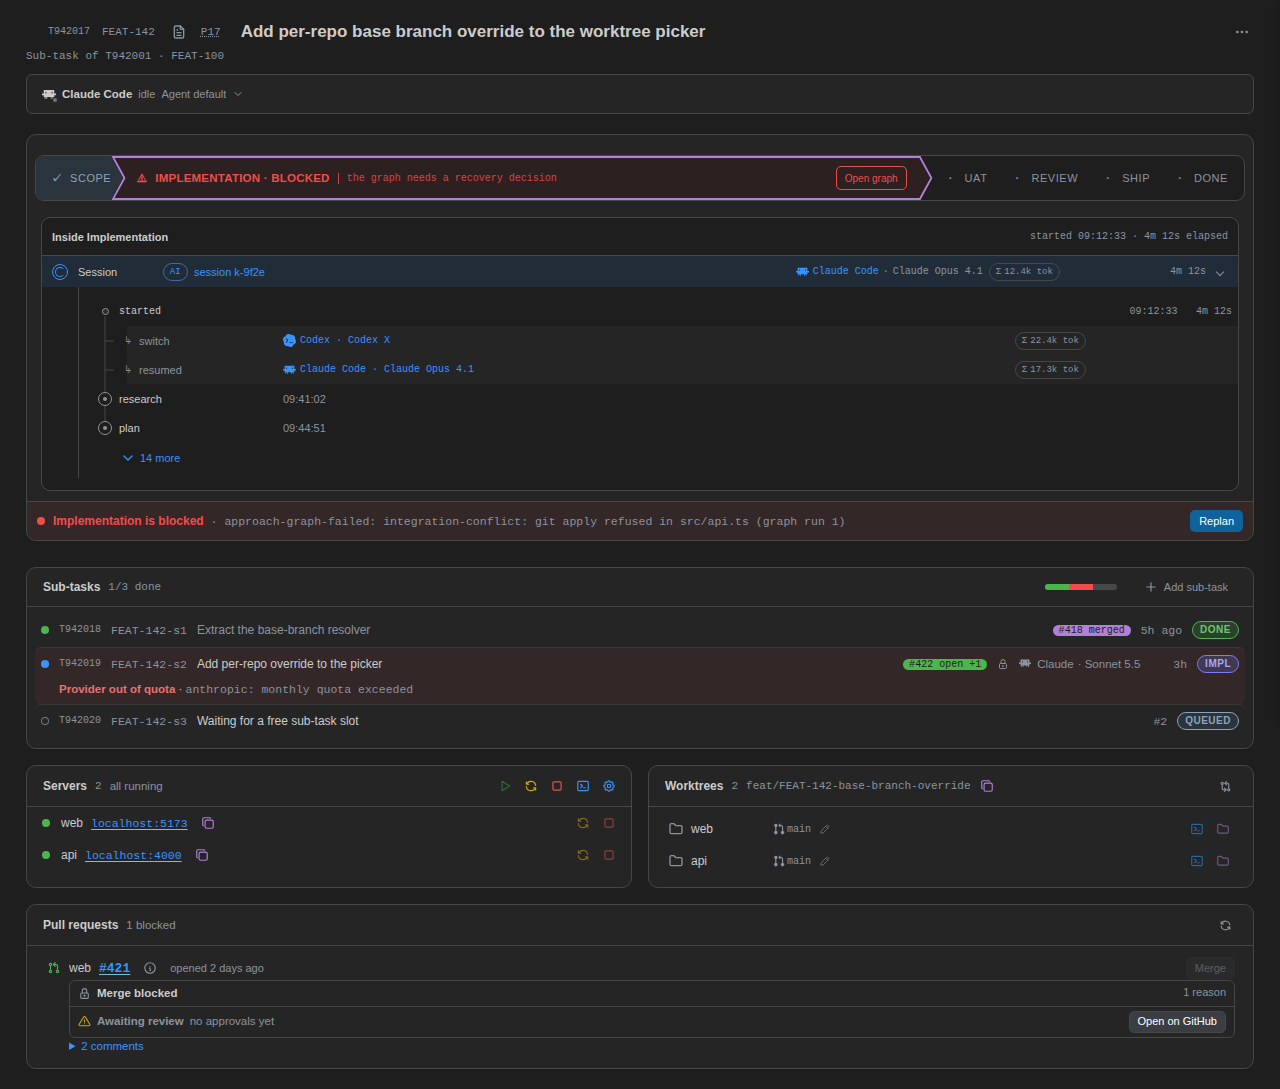 T942017 FEAT-142 P17 Add per-repo base branch override to the worktree picker
Sub-task of T942001 · FEAT-100
Claude Code idle Agent default
SCOPE IMPLEMENTATION · BLOCKED the graph needs a recovery decision Open graph · UAT · REVIEW · SHIP · DONE
Inside Implementation started 09:12:33 · 4m 12s elapsed
Session AI session k-9f2e Claude Code · Claude Opus 4.1 Σ 12.4k tok 4m 12s
started 09:12:33 4m 12s
↳ switch Codex · Codex X Σ 22.4k tok
↳ resumed Claude Code · Claude Opus 4.1 Σ 17.3k tok
research 09:41:02
plan 09:44:51
14 more
Implementation is blocked · approach-graph-failed: integration-conflict: git apply refused in src/api.ts (graph run 1) Replan
Sub-tasks 1/3 done Add sub-task
T942018 FEAT-142-s1 Extract the base-branch resolver #418 merged 5h ago DONE
T942019 FEAT-142-s2 Add per-repo override to the picker #422 open +1 Claude · Sonnet 5.5 3h IMPL
Provider out of quota · anthropic: monthly quota exceeded
T942020 FEAT-142-s3 Waiting for a free sub-task slot #2 QUEUED
Servers 2 all running
web localhost:5173
api localhost:4000
Worktrees 2 feat/FEAT-142-base-branch-override
web main
api main
Pull requests 1 blocked
web #421 opened 2 days ago Merge
Merge blocked 1 reason
Awaiting review no approvals yet Open on GitHub
2 comments